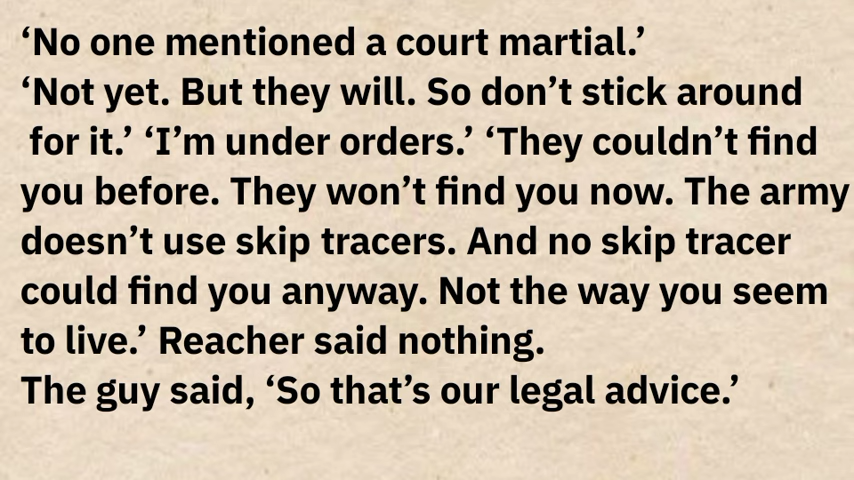 ‘No one mentioned a court martial.’
‘Not yet. But they will. So don’t stick around
for it.’ ‘I’m under orders.’ ‘They couldn’t find
you before. They won’t find you now. The army
doesn’t use skip tracers. And no skip tracer
could find you anyway. Not the way you seem
to live.’ Reacher said nothing.
The guy said, ‘So that’s our legal advice.’